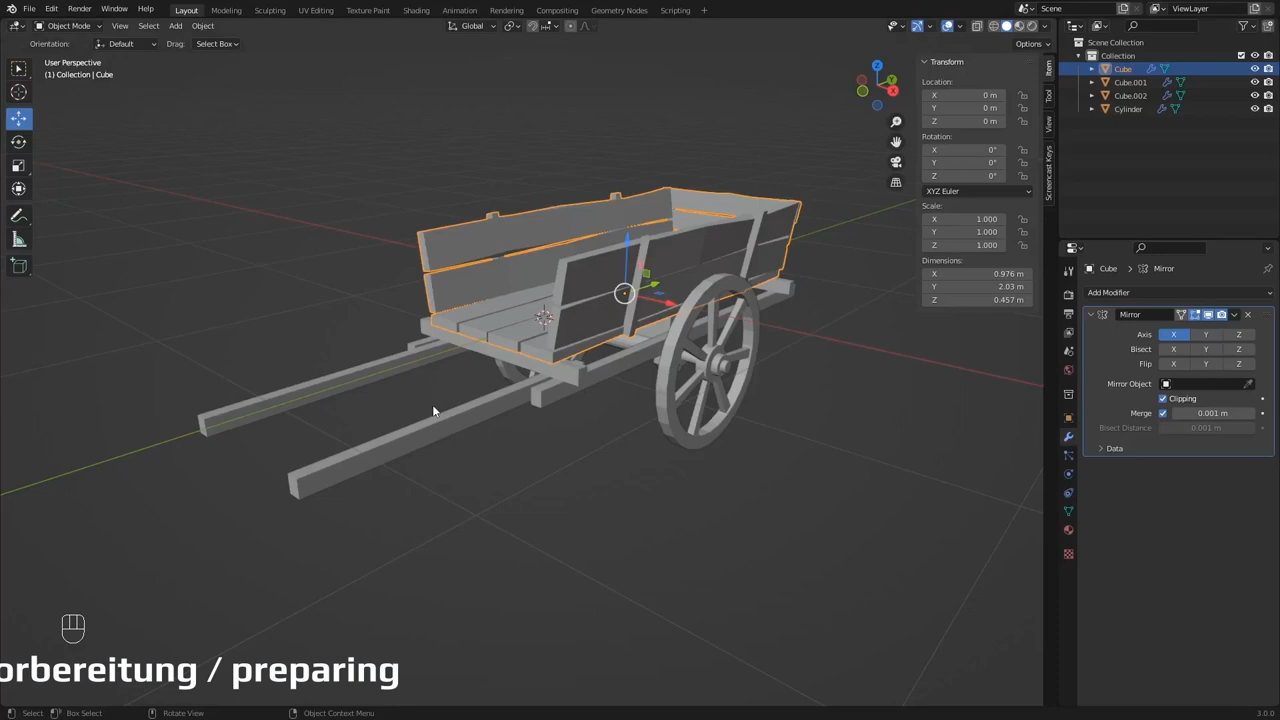 File Edit Render Window Help Layout Modeling Sculpting UV Editing Texture Paint Shading Animation Rendering Compositing Geometry Nodes Scripting Scene ViewLayer
Object Mode View Select Add Object Global Options
Orientation: Default Drag: Select Box
User Perspective
(1) Collection | Cube
Z
Y
X
Transform
Location:
X 0 m
Y 0 m
Z 0 m
Rotation:
X 0°
Y 0°
Z 0°
XYZ Euler
Scale:
X 1.000
Y 1.000
Z 1.000
Dimensions:
X 0.976 m
Y 2.03 m
Z 0.457 m
Item
Tool
View
Screencast Keys
Scene Collection
Collection
Cube
Cube.001
Cube.002
Cylinder
Cube Mirror
Add Modifier
Mirror
Axis X Y Z
Bisect X Y Z
Flip X Y Z
Mirror Object
Clipping
Merge 0.001 m
Bisect Distance 0.001 m
Data
orbereitung / preparing
Select Box Select Rotate View Object Context Menu 3.0.0